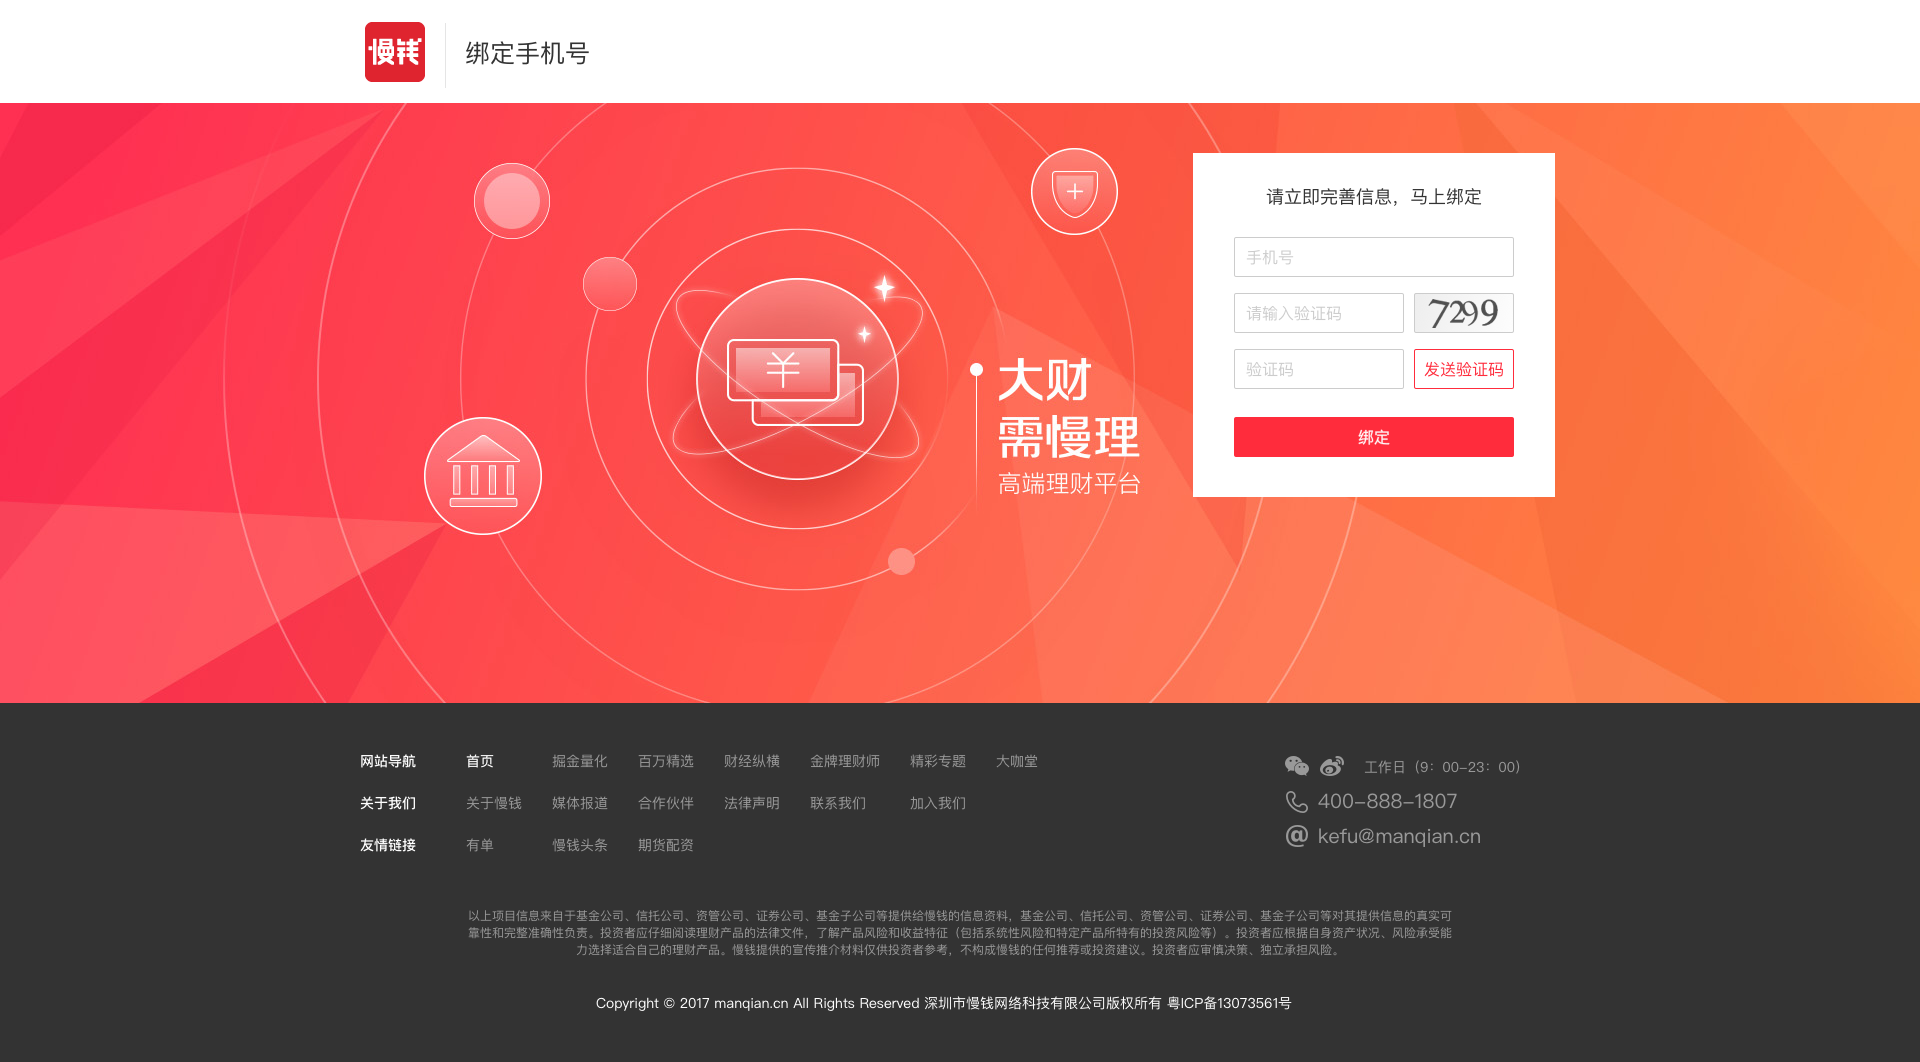 慢钱
绑定手机号
请立即完善信息，马上绑定
手机号
请输入验证码
7299
验证码
发送验证码
绑定
大财
需慢理
高端理财平台
网站导航 首页 掘金量化 百万精选 财经纵横 金牌理财师 精彩专题 大咖堂
关于我们 关于慢钱 媒体报道 合作伙伴 法律声明 联系我们 加入我们
友情链接 有单 慢钱头条 期货配资
工作日（9：00-23：00）
400-888-1807
kefu@manqian.cn
以上项目信息来自于基金公司、信托公司、资管公司、证券公司、基金子公司等提供给慢钱的信息资料，基金公司、信托公司、资管公司、证券公司、基金子公司等对其提供信息的真实可
靠性和完整准确性负责。投资者应仔细阅读理财产品的法律文件，了解产品风险和收益特征（包括系统性风险和特定产品所特有的投资风险等）。投资者应根据自身资产状况、风险承受能
力选择适合自己的理财产品。慢钱提供的宣传推介材料仅供投资者参考，不构成慢钱的任何推荐或投资建议。投资者应审慎决策、独立承担风险。
Copyright © 2017 manqian.cn All Rights Reserved 深圳市慢钱网络科技有限公司版权所有 粤ICP备13073561号